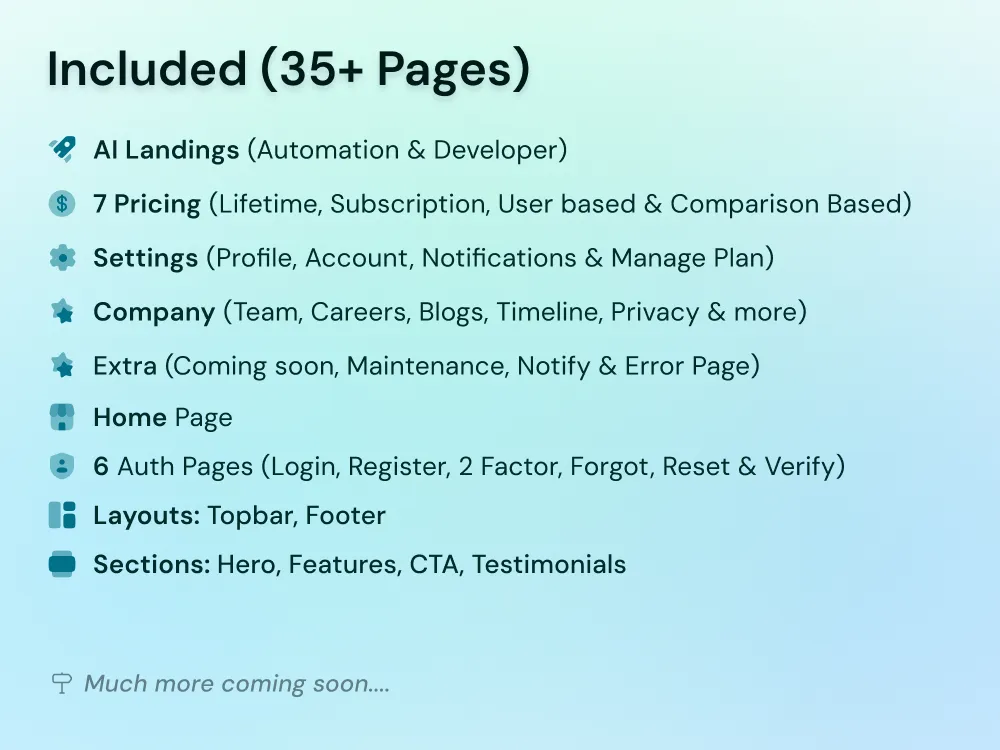 Included (35+ Pages)
AI Landings (Automation & Developer)
7 Pricing (Lifetime, Subscription, User based & Comparison Based)
Settings (Profile, Account, Notifications & Manage Plan)
Company (Team, Careers, Blogs, Timeline, Privacy & more)
Extra (Coming soon, Maintenance, Notify & Error Page)
Home Page
6 Auth Pages (Login, Register, 2 Factor, Forgot, Reset & Verify)
Layouts: Topbar, Footer
Sections: Hero, Features, CTA, Testimonials
Much more coming soon....